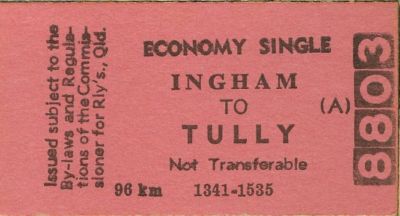 Issued subject to the
By-laws and Regula-
tions of the Commis-
sioner for Rly's., Qld.
ECONOMY SINGLE
INGHAM
TO
(A)
TULLY
Not Transferable
96 km 1341-1535
8803